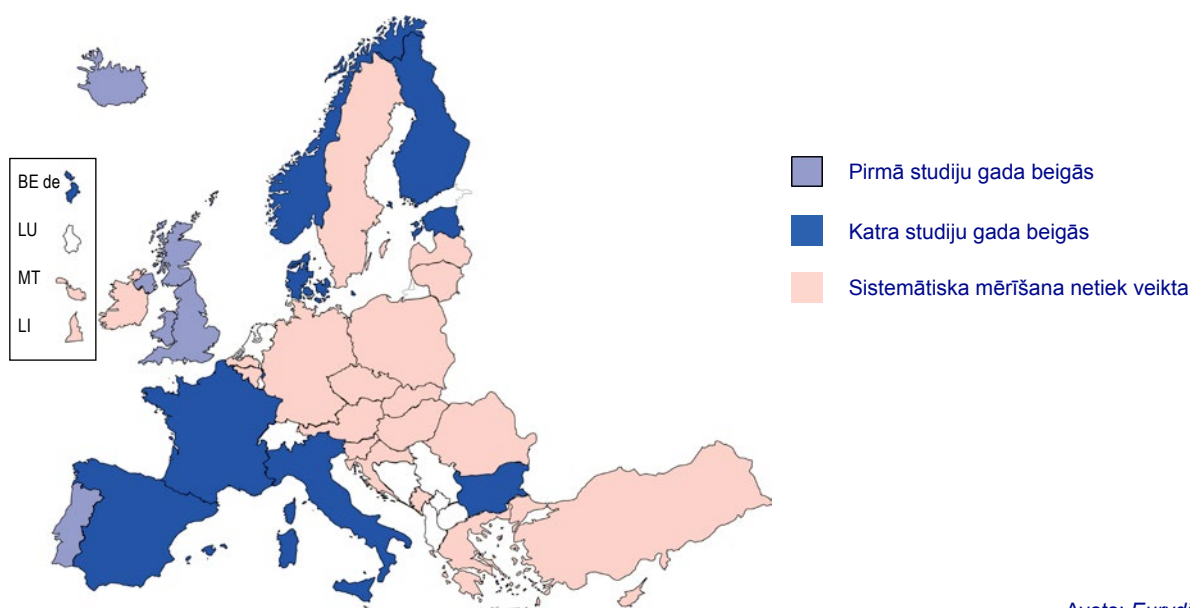 BE de
LU
MT
LI
Pirmā studiju gada beigās
Katra studiju gada beigās
Sistemātiska mērīšana netiek veikta